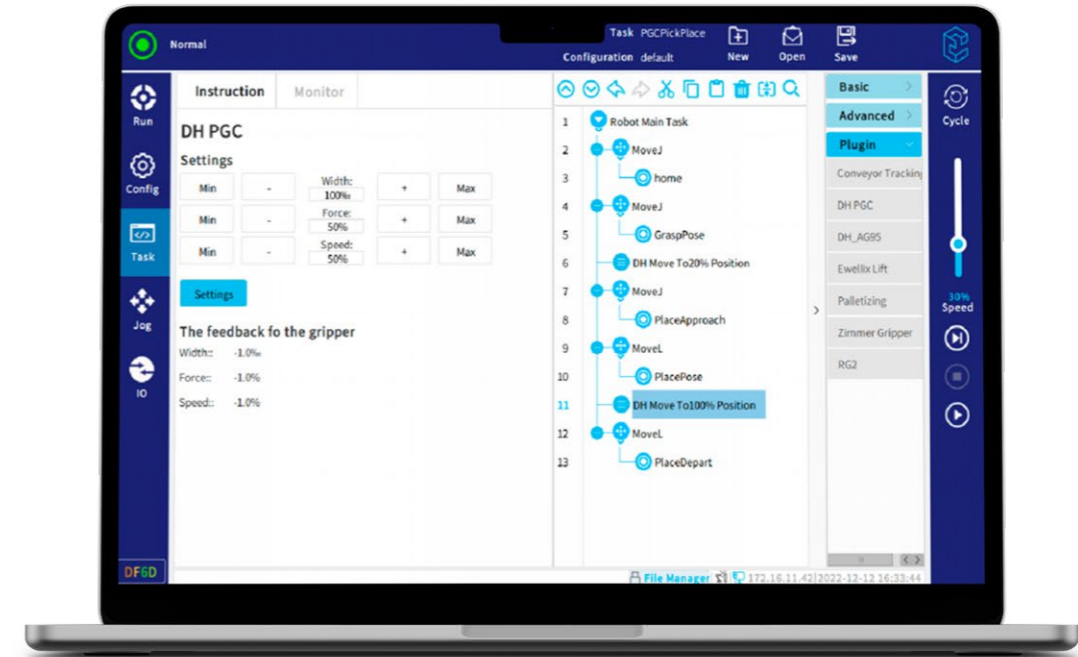 Normal
Task PGCPickPlace
Configuration default
New
Open
Save
Run
Config
Task
Jog
IO
DF6D
Instruction
Monitor
DH PGC
Settings
Min - Width: 100‰ + Max
Min - Force: 50% + Max
Min - Speed: 50% + Max
Settings
The feedback fo the gripper
Width:: -1.0‰
Force:: -1.0%
Speed:: -1.0%
1 Robot Main Task
2 MoveJ
3 home
4 MoveJ
5 GraspPose
6 DH Move To20% Position
7 MoveJ
8 PlaceApproach
9 MoveL
10 PlacePose
11 DH Move To100% Position
12 MoveL
13 PlaceDepart
Basic >
Advanced >
Plugin
Conveyor Tracking
DH PGC
DH_AG95
Ewellix Lift
Palletizing
Zimmer Gripper
RG2
Cycle
30%
Speed
File Manager 172.16.11.42|2022-12-12 16:33:44